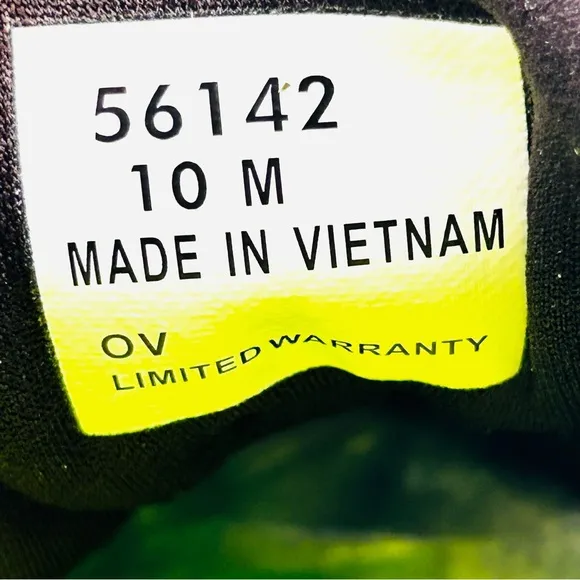 56142
10 M
MADE IN VIETNAM
OV
LIMITED WARRANTY